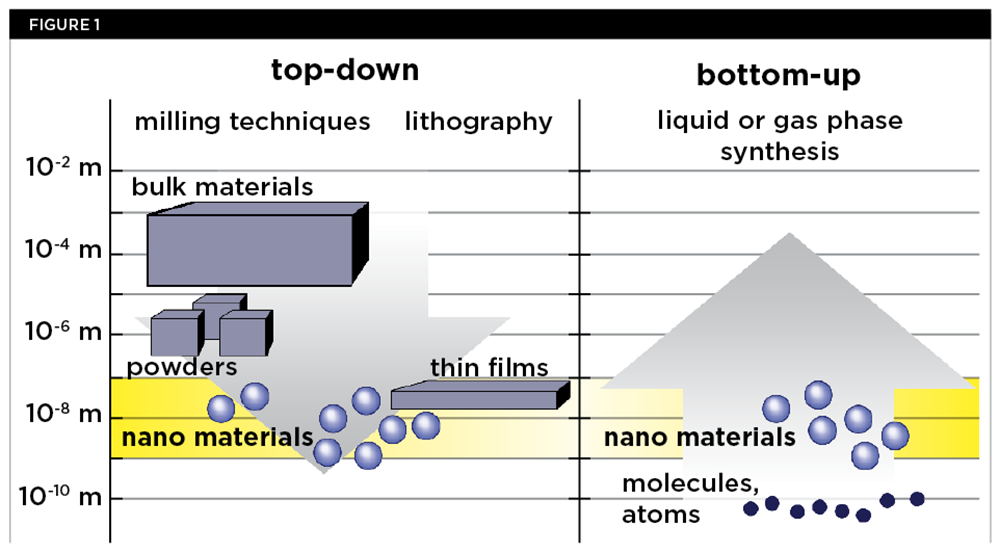 FIGURE 1
top-down
bottom-up
milling techniques
lithography
liquid or gas phase
synthesis
10-2 m
bulk materials
10-4 m
10-6 m
powders
thin films
10-8 m
nano materials
nano materials
molecules,
atoms
10-10 m